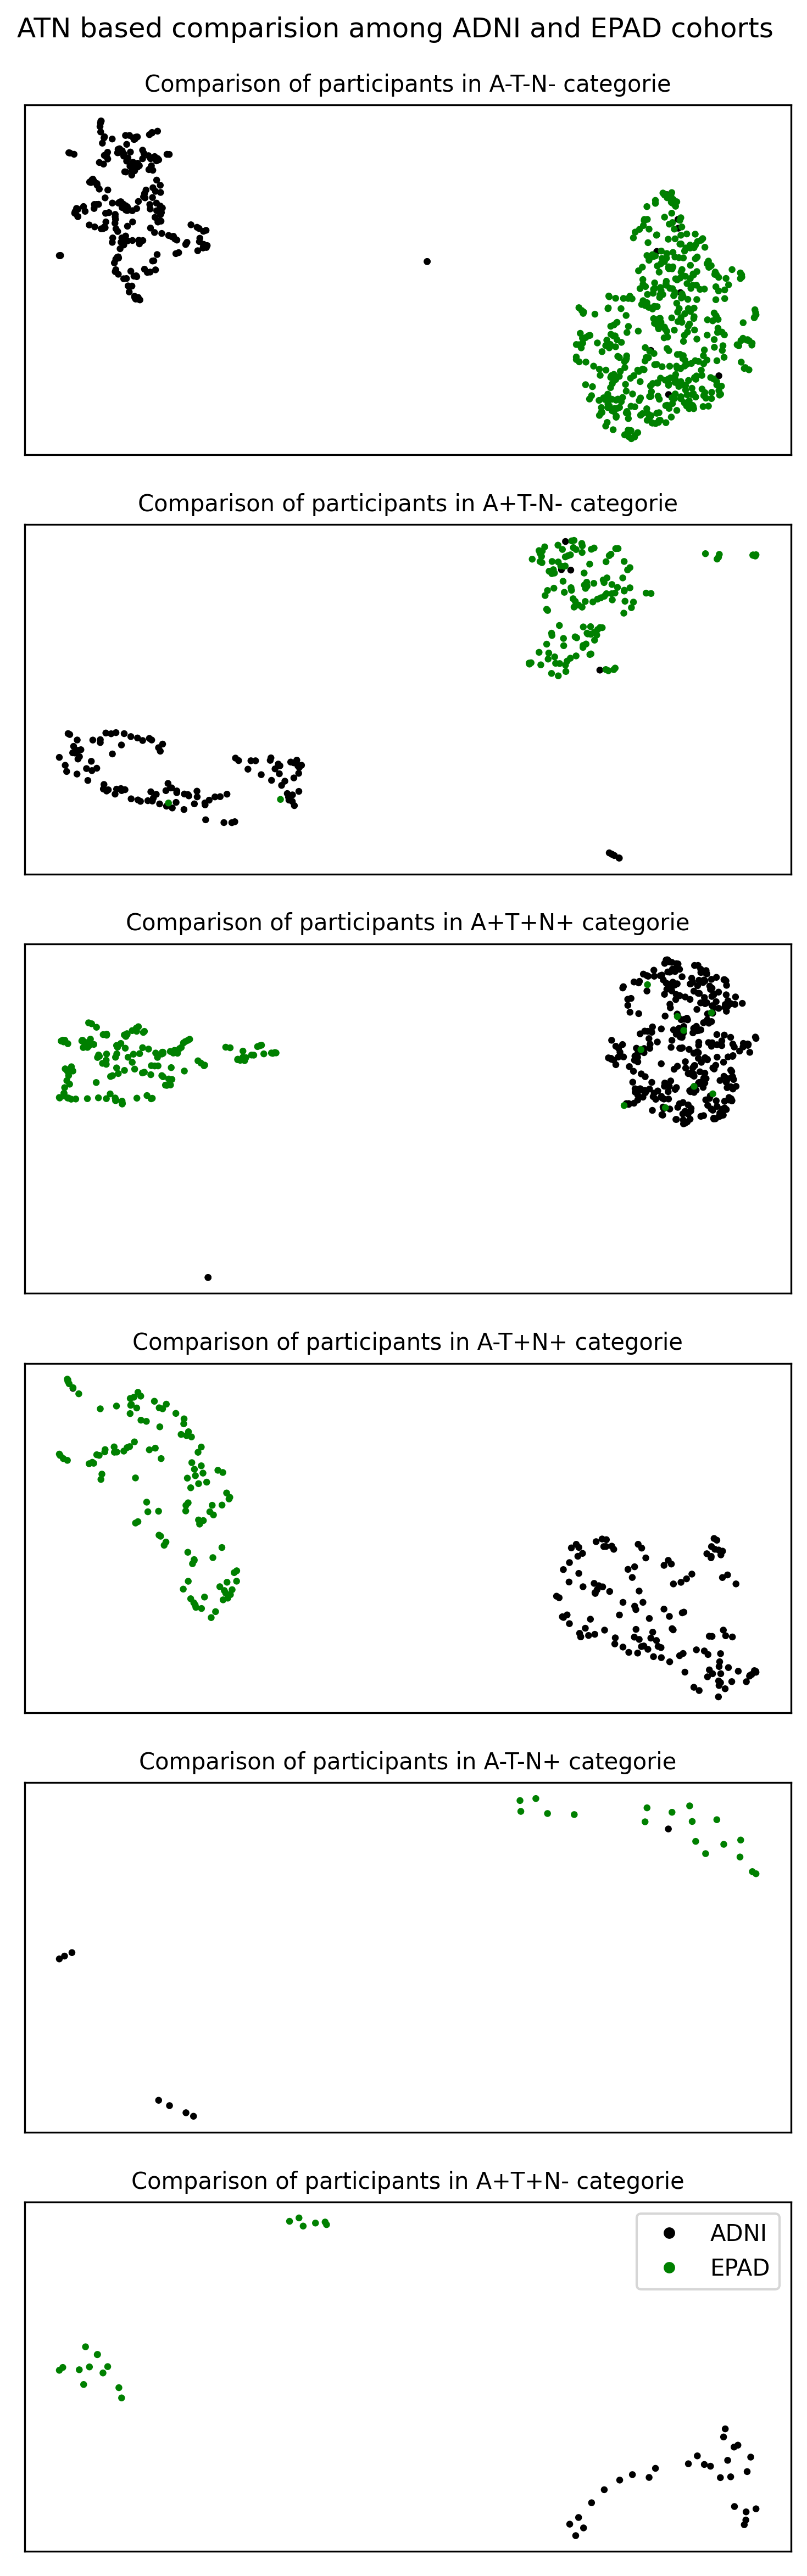 ATN based comparision among ADNI and EPAD cohorts
Comparison of participants in A-T-N- categorie
Comparison of participants in A+T-N- categorie
Comparison of participants in A+T+N+ categorie
Comparison of participants in A-T+N+ categorie
Comparison of participants in A-T-N+ categorie
Comparison of participants in A+T+N- categorie
ADNI
EPAD